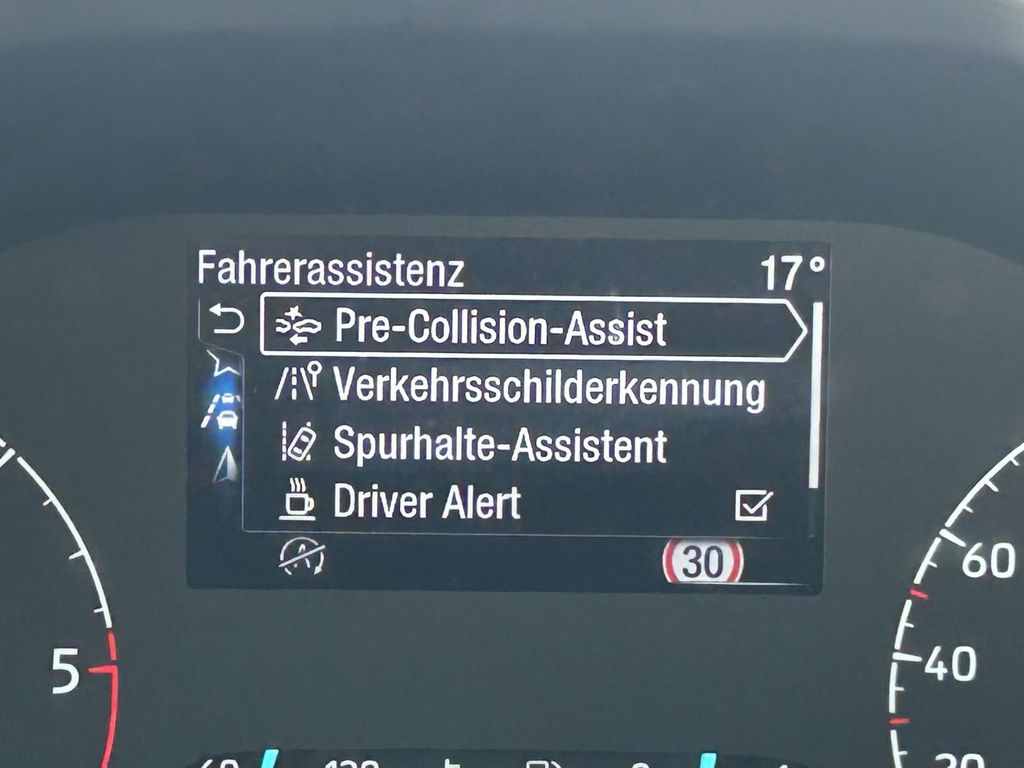 Fahrerassistenz 17°
Pre-Collision-Assist
Verkehrsschilderkennung
Spurhalte-Assistent
Driver Alert
30
60
5
40